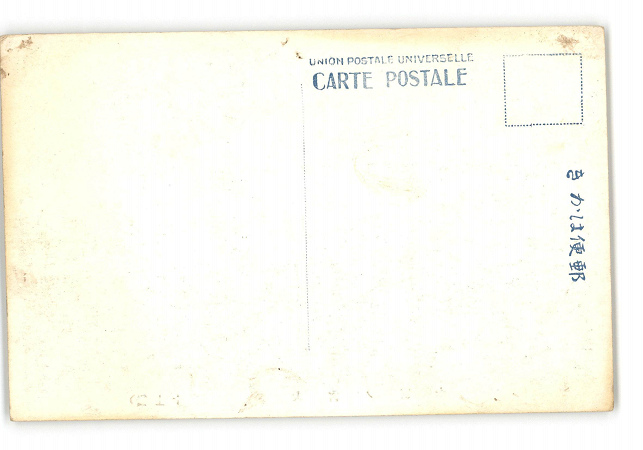 UNION POSTALE UNIVERSELLE
CARTE POSTALE
きかは便郵